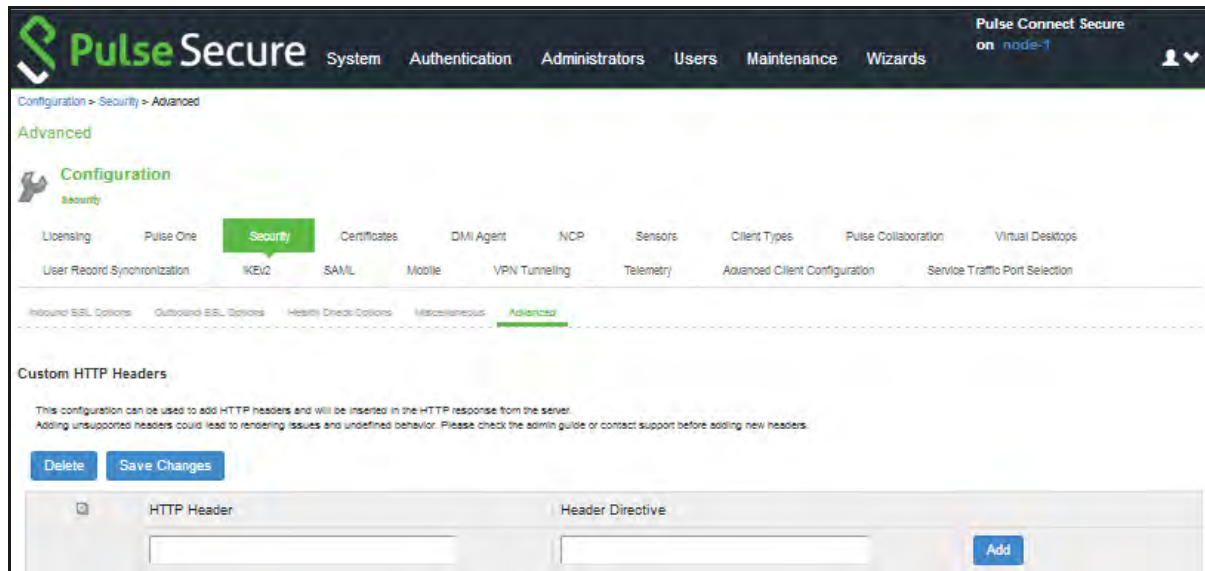 Pulse Secure
System Authentication Administrators Users Maintenance Wizards
Pulse Connect Secure
on node-1
Configuration > Security > Advanced
Advanced
Configuration
Security
Licensing Pulse One Security Certificates DMI Agent NCP Sensors Client Types Pulse Collaboration Virtual Desktops
User Record Synchronization IKEv2 SAML Mobile VPN Tunneling Telemetry Advanced Client Configuration Service Traffic Port Selection
Inbound SSL Options Outbound SSL Options Health Check Options Miscellaneous Advanced
Custom HTTP Headers
This configuration can be used to add HTTP headers and will be inserted in the HTTP response from the server.
Adding unsupported headers could lead to rendering issues and undefined behavior. Please check the admin guide or contact support before adding new headers.
Delete Save Changes
HTTP Header Header Directive
Add